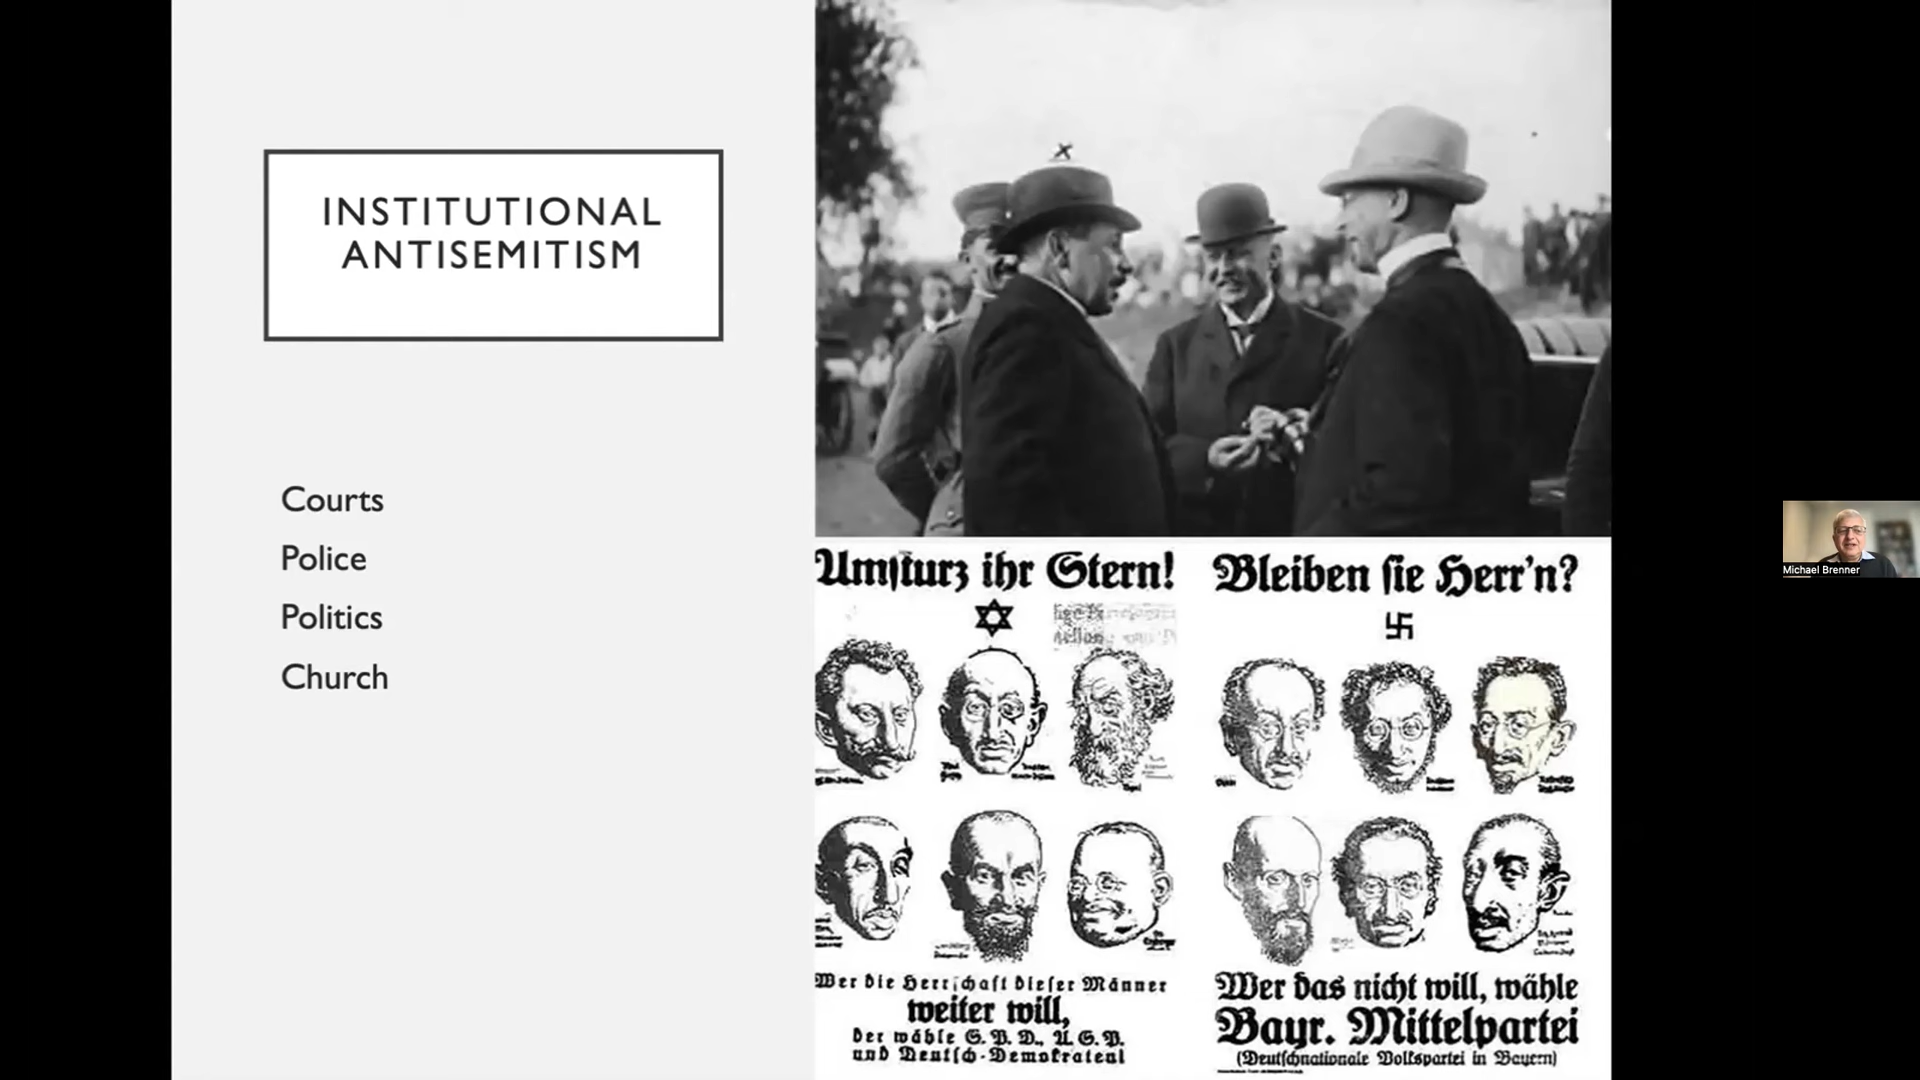 INSTITUTIONAL
ANTISEMITISM
Courts
Police
Politics
Church
Umsturz ihr Stern!
Wer die Herrschaft dieser Männer
weiter will,
der wähle S.P.D., U.S.P.
und Deutsch-Demokraten!
Bleiben sie Herr'n?
Wer das nicht will, wähle
Bayr. Mittelpartei
(Deutschnationale Volkspartei in Bayern)
Michael Brenner